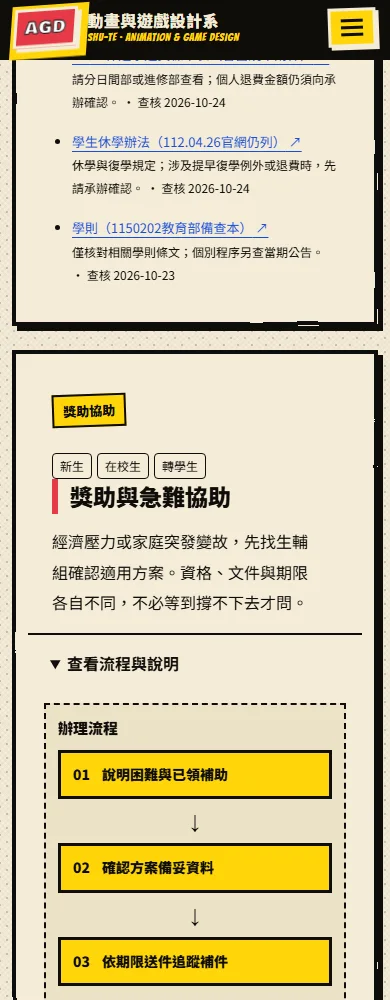 AGD
動畫與遊戲設計系
SHU-TE · ANIMATION & GAME DESIGN
請分日間部或進修部查看；個人退費金額仍須向承
辦確認。 · 查核 2026-10-24
學生休學辦法（112.04.26官網仍列） ↗
休學與復學規定；涉及提早復學例外或退費時，先
請承辦確認。 · 查核 2026-10-24
學則（1150202教育部備查本） ↗
僅核對相關學則條文；個別程序另查當期公告。
· 查核 2026-10-23
獎助協助
新生 在校生 轉學生
獎助與急難協助
經濟壓力或家庭突發變故，先找生輔
組確認適用方案。資格、文件與期限
各自不同，不必等到撐不下去才問。
▼ 查看流程與說明
辦理流程
01 說明困難與已領補助
↓
02 確認方案備妥資料
↓
03 依期限送件追蹤補件